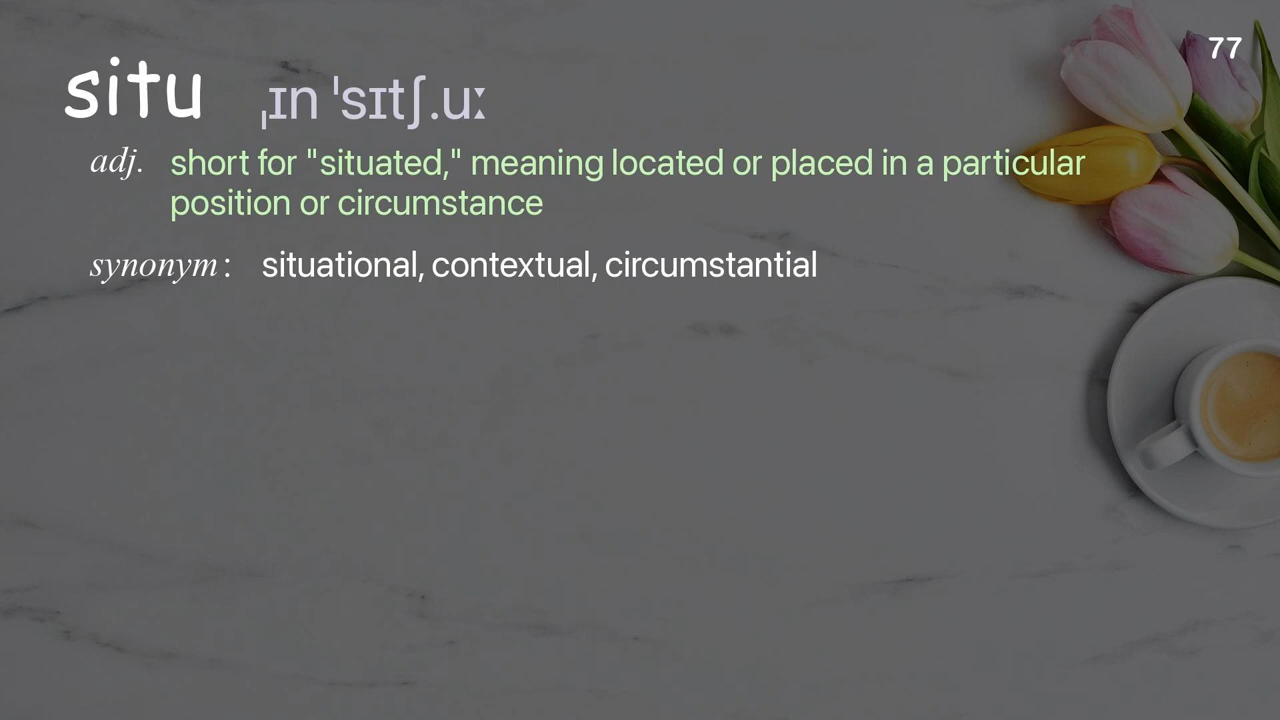 77
situ ˌɪn ˈsɪtʃ.uː
adj. short for "situated," meaning located or placed in a particular
position or circumstance
synonym : situational, contextual, circumstantial